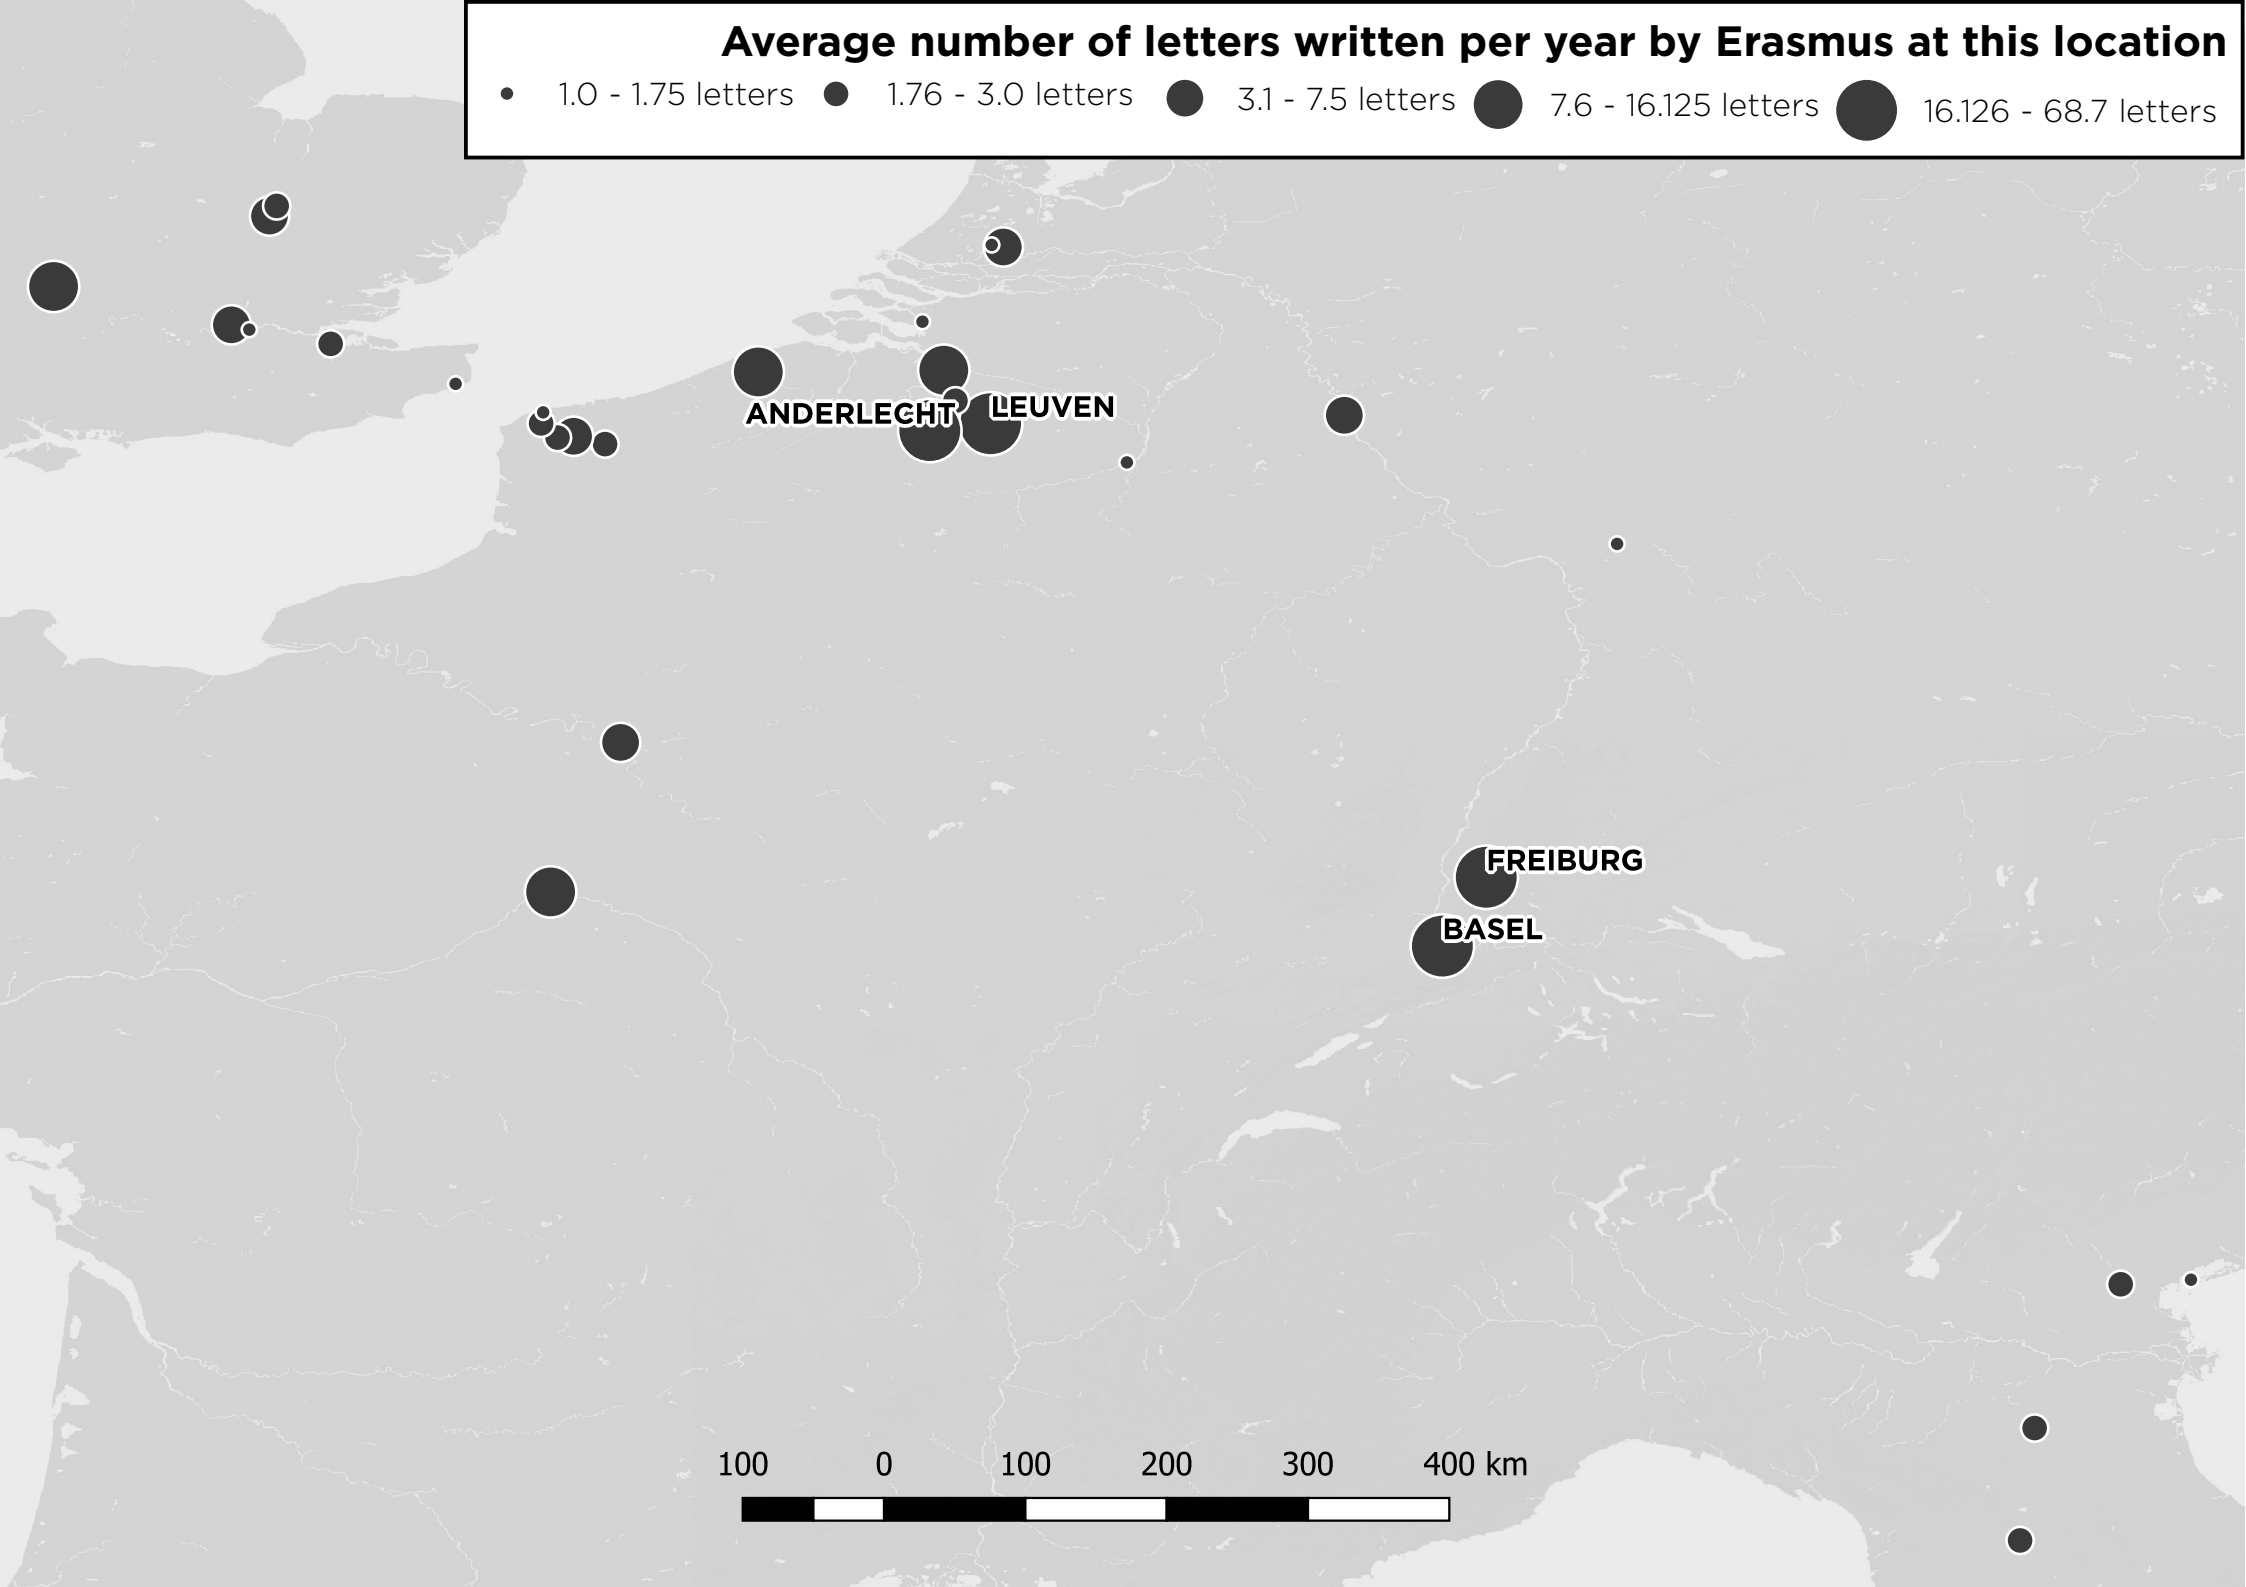 Average number of letters written per year by Erasmus at this location
1.0 - 1.75 letters 1.76 - 3.0 letters 3.1 - 7.5 letters 7.6 - 16.125 letters 16.126 - 68.7 letters
ANDERLECHT LEUVEN
FREIBURG
BASEL
100 0 100 200 300 400 km